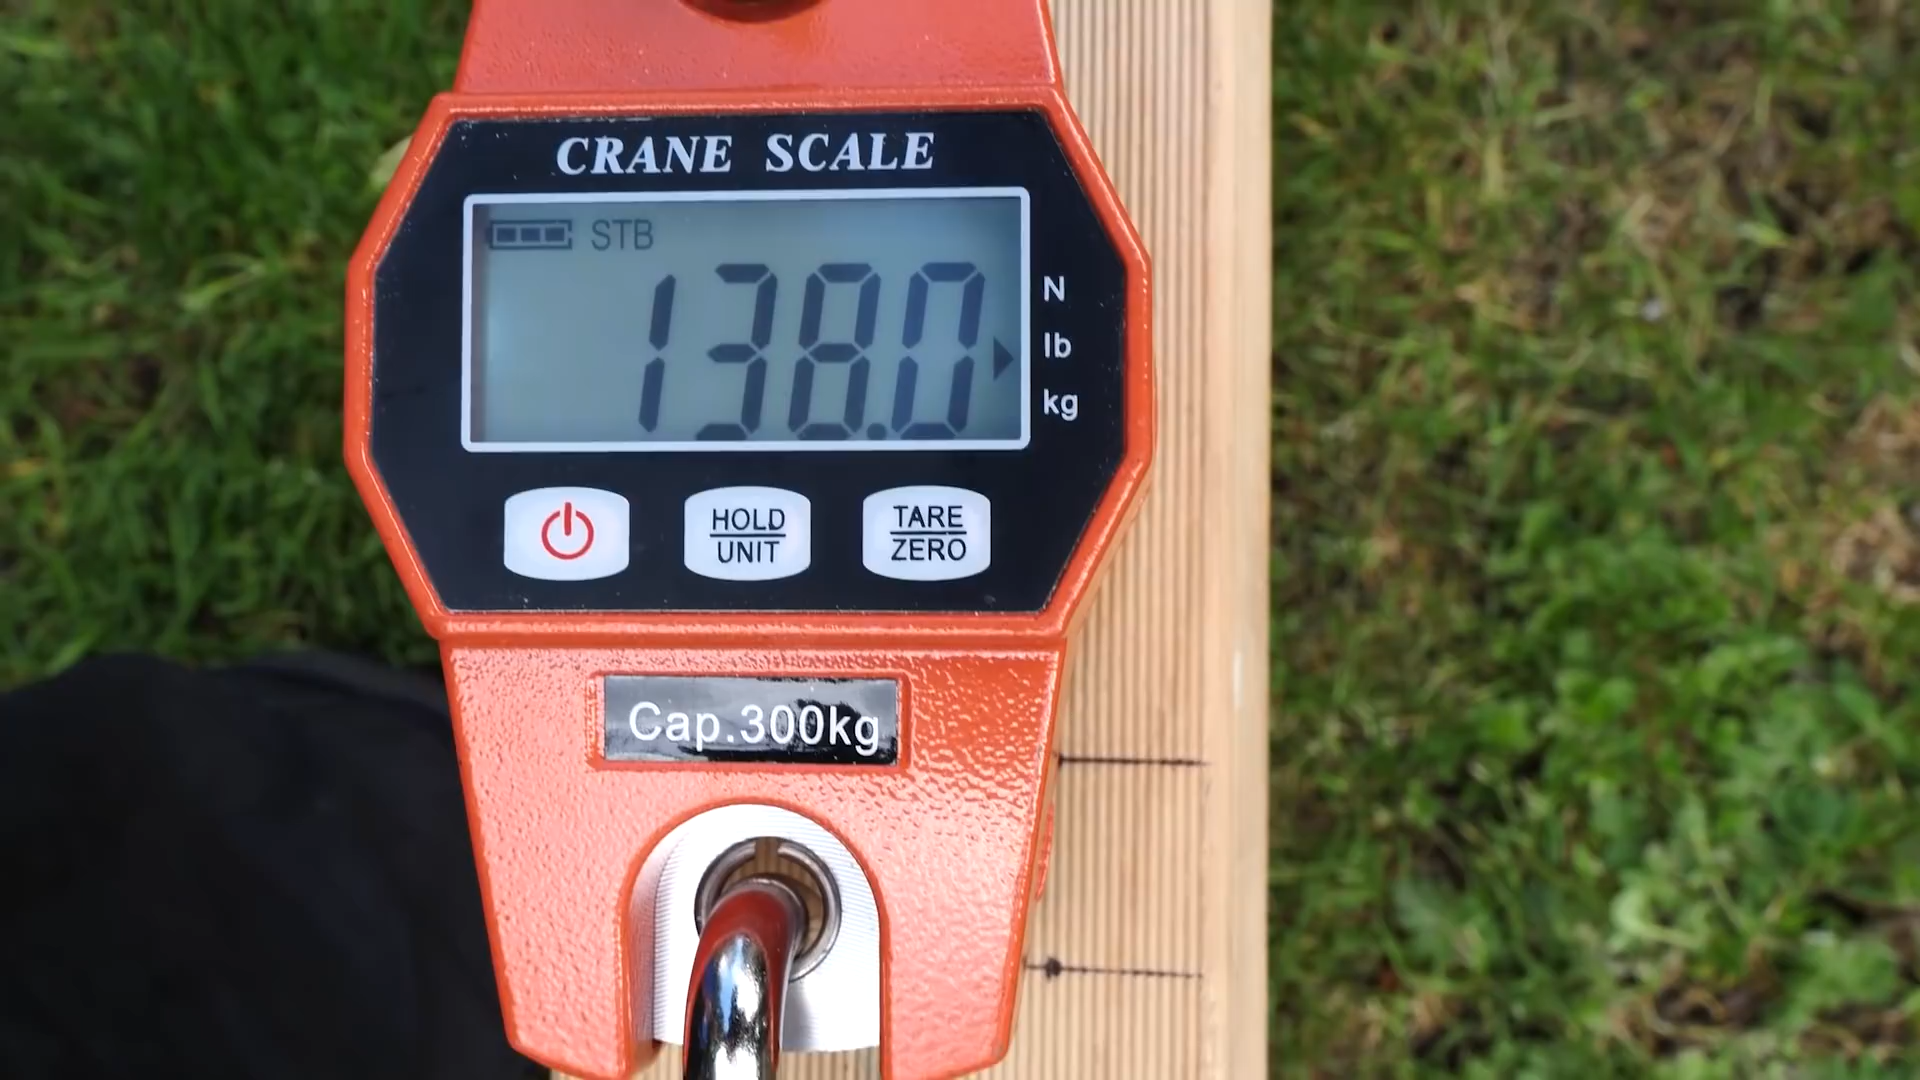 CRANE SCALE
STB
138.0
N
lb
kg
HOLD
UNIT
TARE
ZERO
Cap.300kg